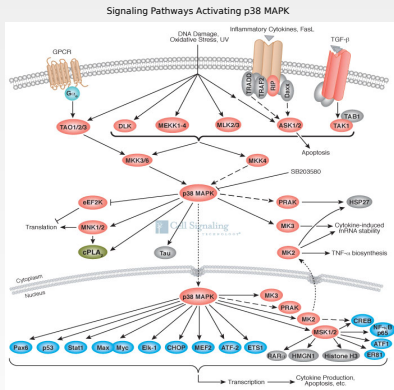 Signaling Pathways Activating p38 MAPK
DNA Damage,
Oxidative Stress, UV
Inflammatory Cytokines, FasL
TGF-β
GPCR
TRADD
TRAF2
RIP
Daxx
TAB1
TAK1
TAO1/2/3
DLK
MEKK1-4
MLK2/3
ASK1/2
Apoptosis
MKK3/6
MKK4
SB203580
p38 MAPK
eEF2K
PRAK
HSP27
Translation
MNK1/2
MK3
Cytokine-induced
mRNA stability
Cell Signaling
cPLA
Tau
MK2
TNF-α biosynthesis
Cytoplasm
Nucleus
p38 MAPK
MK3
PRAK
MK2
MSK1/2
CREB
NF-κB
p65
ATF1
ER81
Pax6
p53
Stat1
Max
Myc
Elk-1
CHOP
MEF2
ATF-2
ETS1
HMGN1
Histone H3
Transcription
Cytokine Production,
Apoptosis, etc.